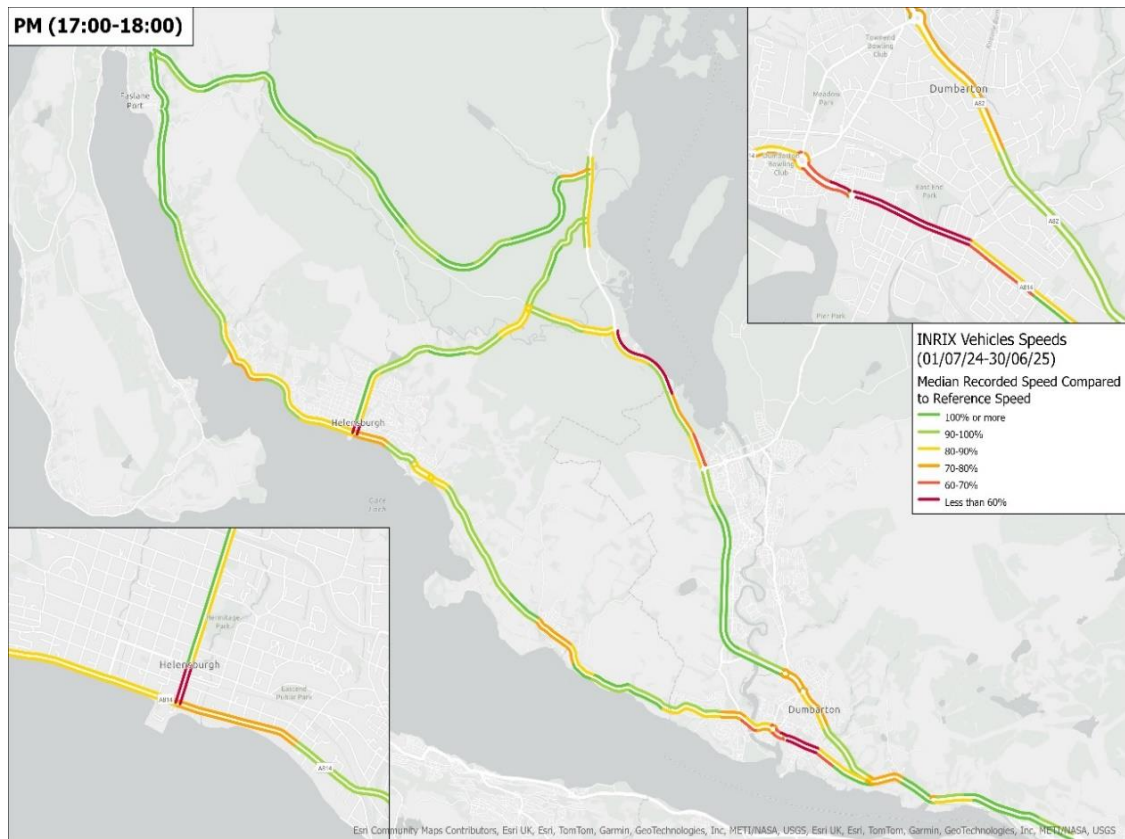 PM (17:00-18:00)
Faslane
Port
Helensburgh
Dumbarton
Townend
Bowling
Club
Dumbarton
Meadow
Park
A82
Dumbarton
Bowling
Club
East End
Park
A82
A814
INRIX Vehicles Speeds
(01/07/24-30/06/25)
Median Recorded Speed Compared
to Reference Speed
100% or more
90-100%
80-90%
70-80%
60-70%
Less than 60%
Hermitage
Park
Helensburgh
East End
Public Park
A814
A814
Esri Community Maps Contributors, Esri UK, Esri, TomTom, Garmin, GeoTechnologies, Inc, METI/NASA, USGS, Esri UK, Esri, TomTom, Garmin, GeoTechnologies, Inc, METI/NASA, USGS